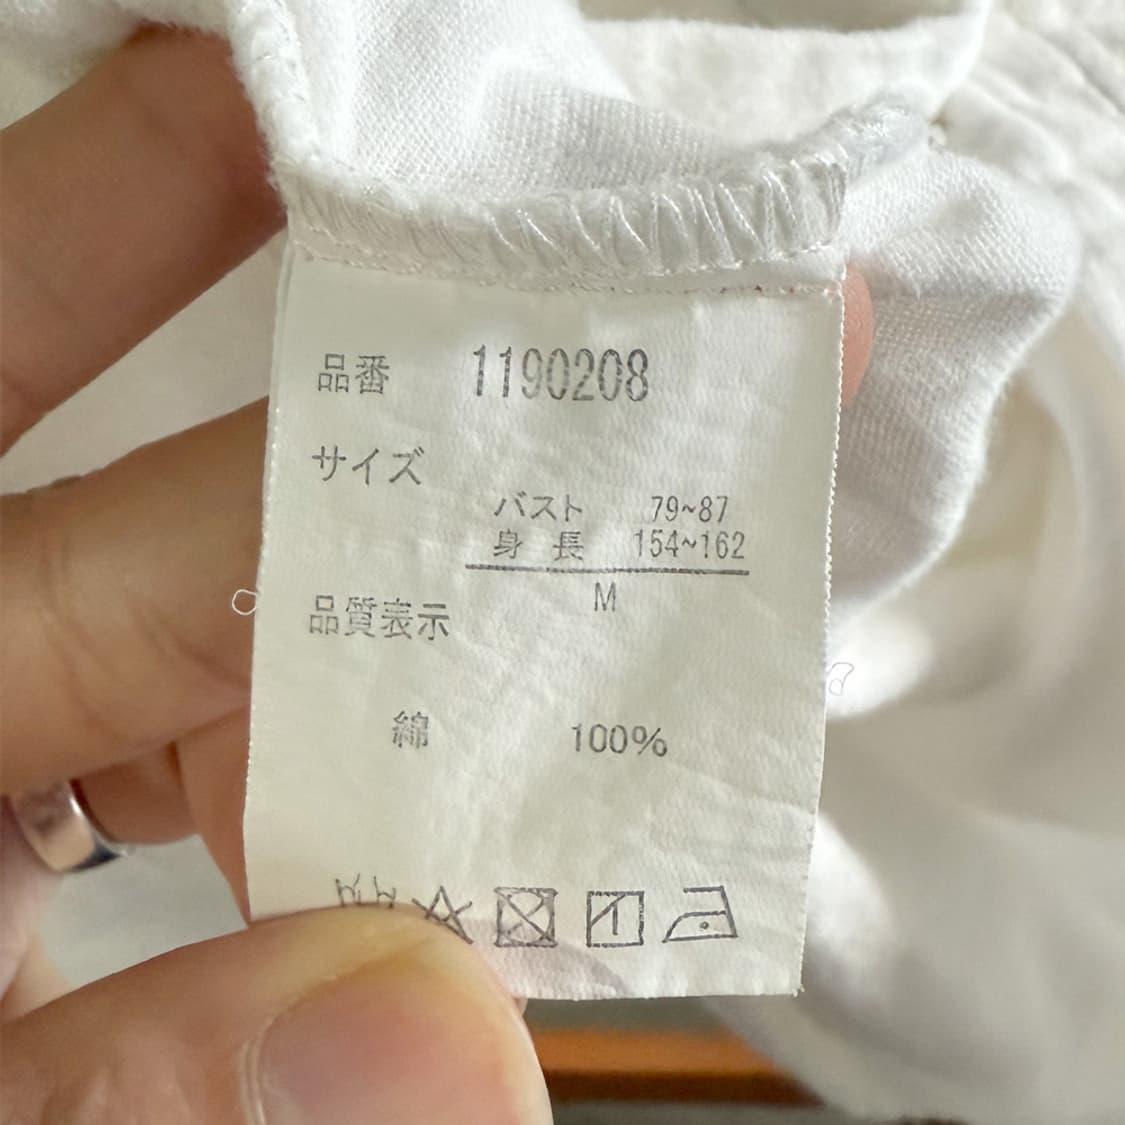 品番 1190208
サイズ
バスト 79~87
身長 154~162
M
品質表示
綿 100%